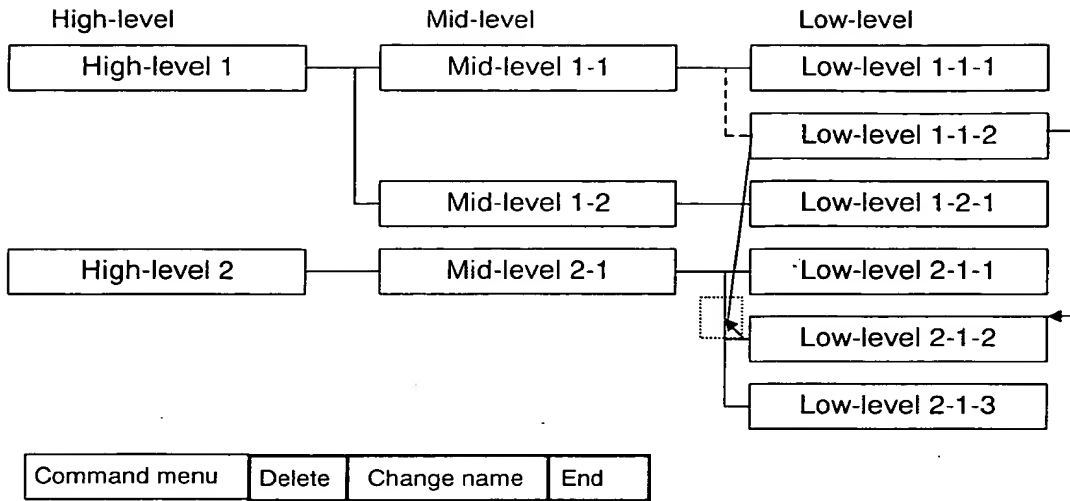 High-level Mid-level Low-level
High-level 1 Mid-level 1-1 Low-level 1-1-1
Low-level 1-1-2
Mid-level 1-2 Low-level 1-2-1
High-level 2 Mid-level 2-1 Low-level 2-1-1
Low-level 2-1-2
Low-level 2-1-3
Command menu Delete Change name End